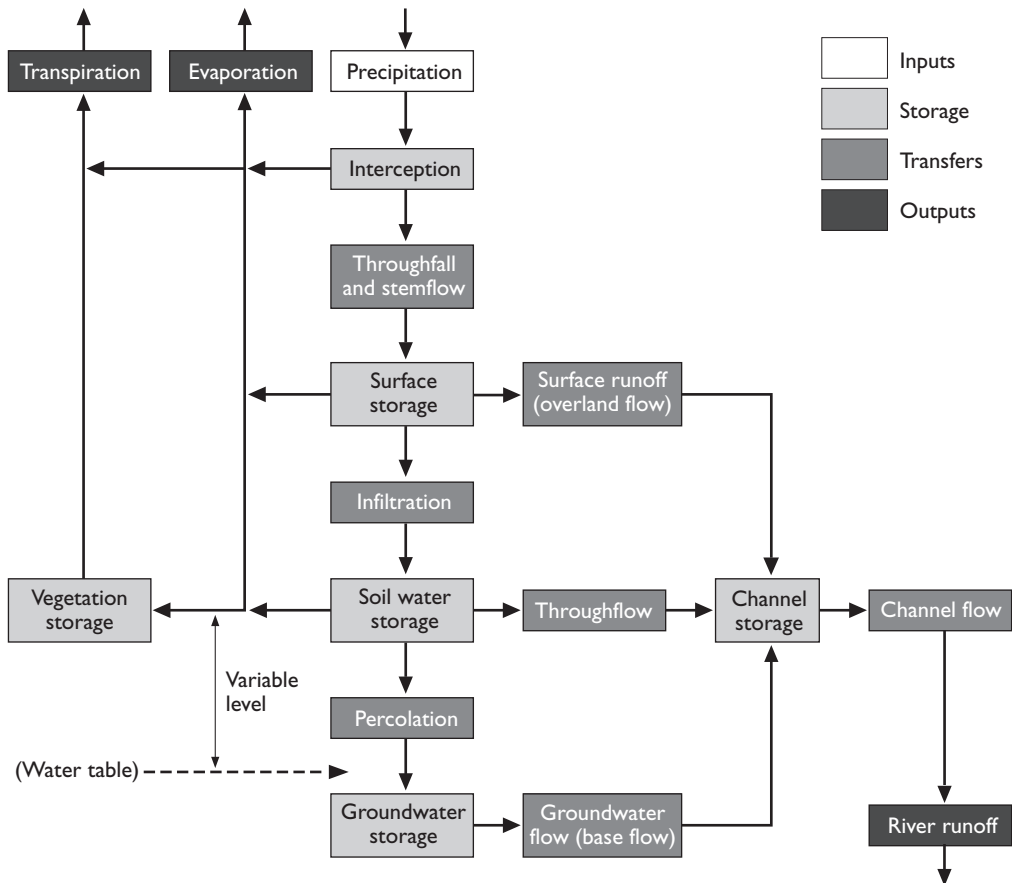 Transpiration
Evaporation
Precipitation
Inputs
Storage
Transfers
Outputs
Interception
Throughfall
and stemflow
Surface
storage
Surface runoff
(overland flow)
Infiltration
Vegetation
storage
Soil water
storage
Throughflow
Channel
storage
Channel flow
Variable
level
Percolation
(Water table)
Groundwater
storage
Groundwater
flow (base flow)
River runoff